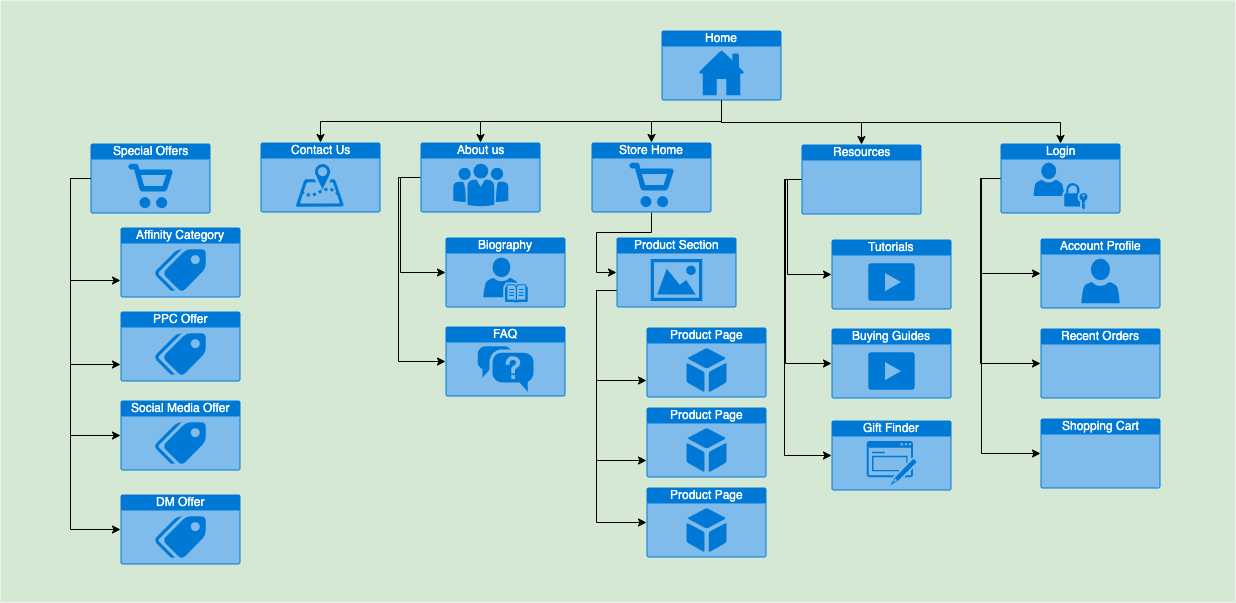 Home
Special Offers
Contact Us
About us
Store Home
Resources
Login
Affinity Category
Biography
Product Section
Tutorials
Account Profile
PPC Offer
FAQ
Product Page
Buying Guides
Recent Orders
Social Media Offer
Product Page
Gift Finder
Shopping Cart
DM Offer
Product Page
?